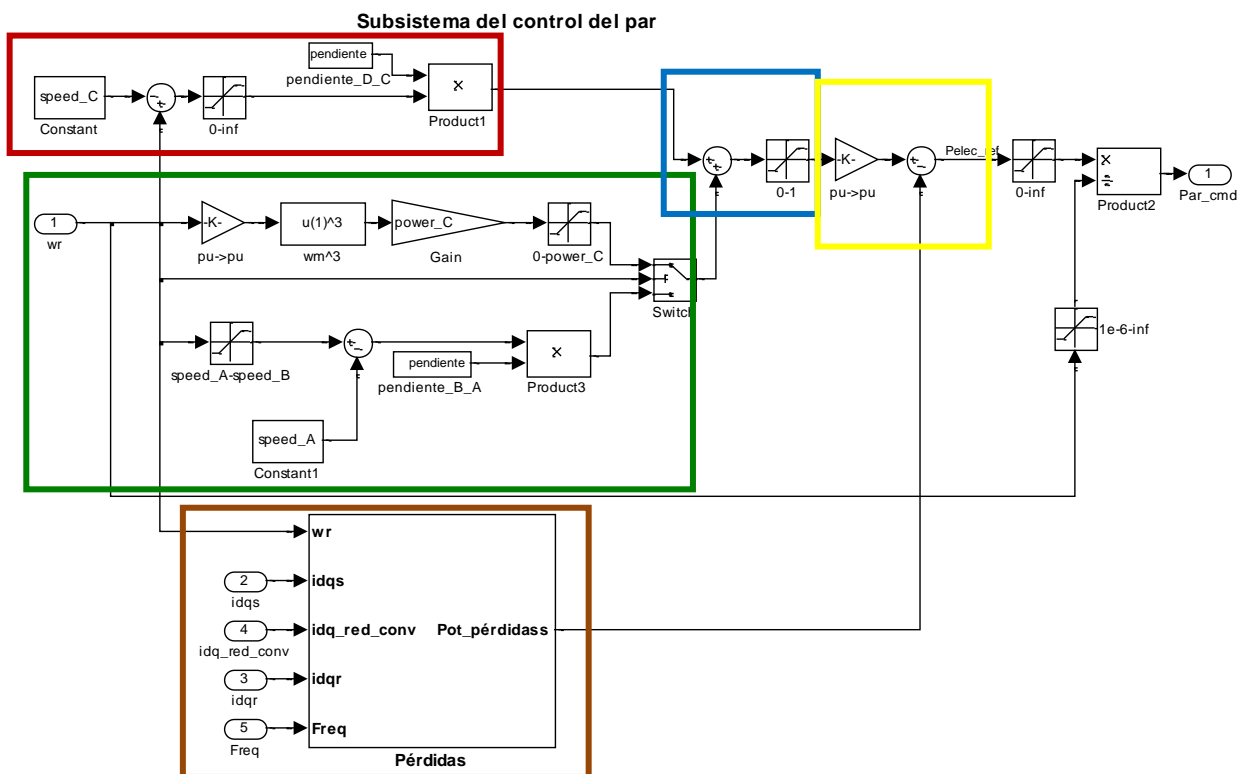 Subsistema del control del par
pendiente
pendiente_D_C
speed_C
Constant
0-inf
x
Product1
1
wr
-K-
pu->pu
u(1)^3
wm^3
power_C
Gain
0-power_C
Switch
speed_A-speed_B
pendiente
pendiente_B_A
x
Product3
speed_A
Constant1
0-1
-K-
pu->pu
Pelec_ref
0-inf
x
÷
Product2
1
Par_cmd
1e-6-inf
wr
2
idqs
idqs
4
idq_red_conv
idq_red_conv
3
idqr
idqr
5
Freq
Freq
Pot_pérdidass
Pérdidas